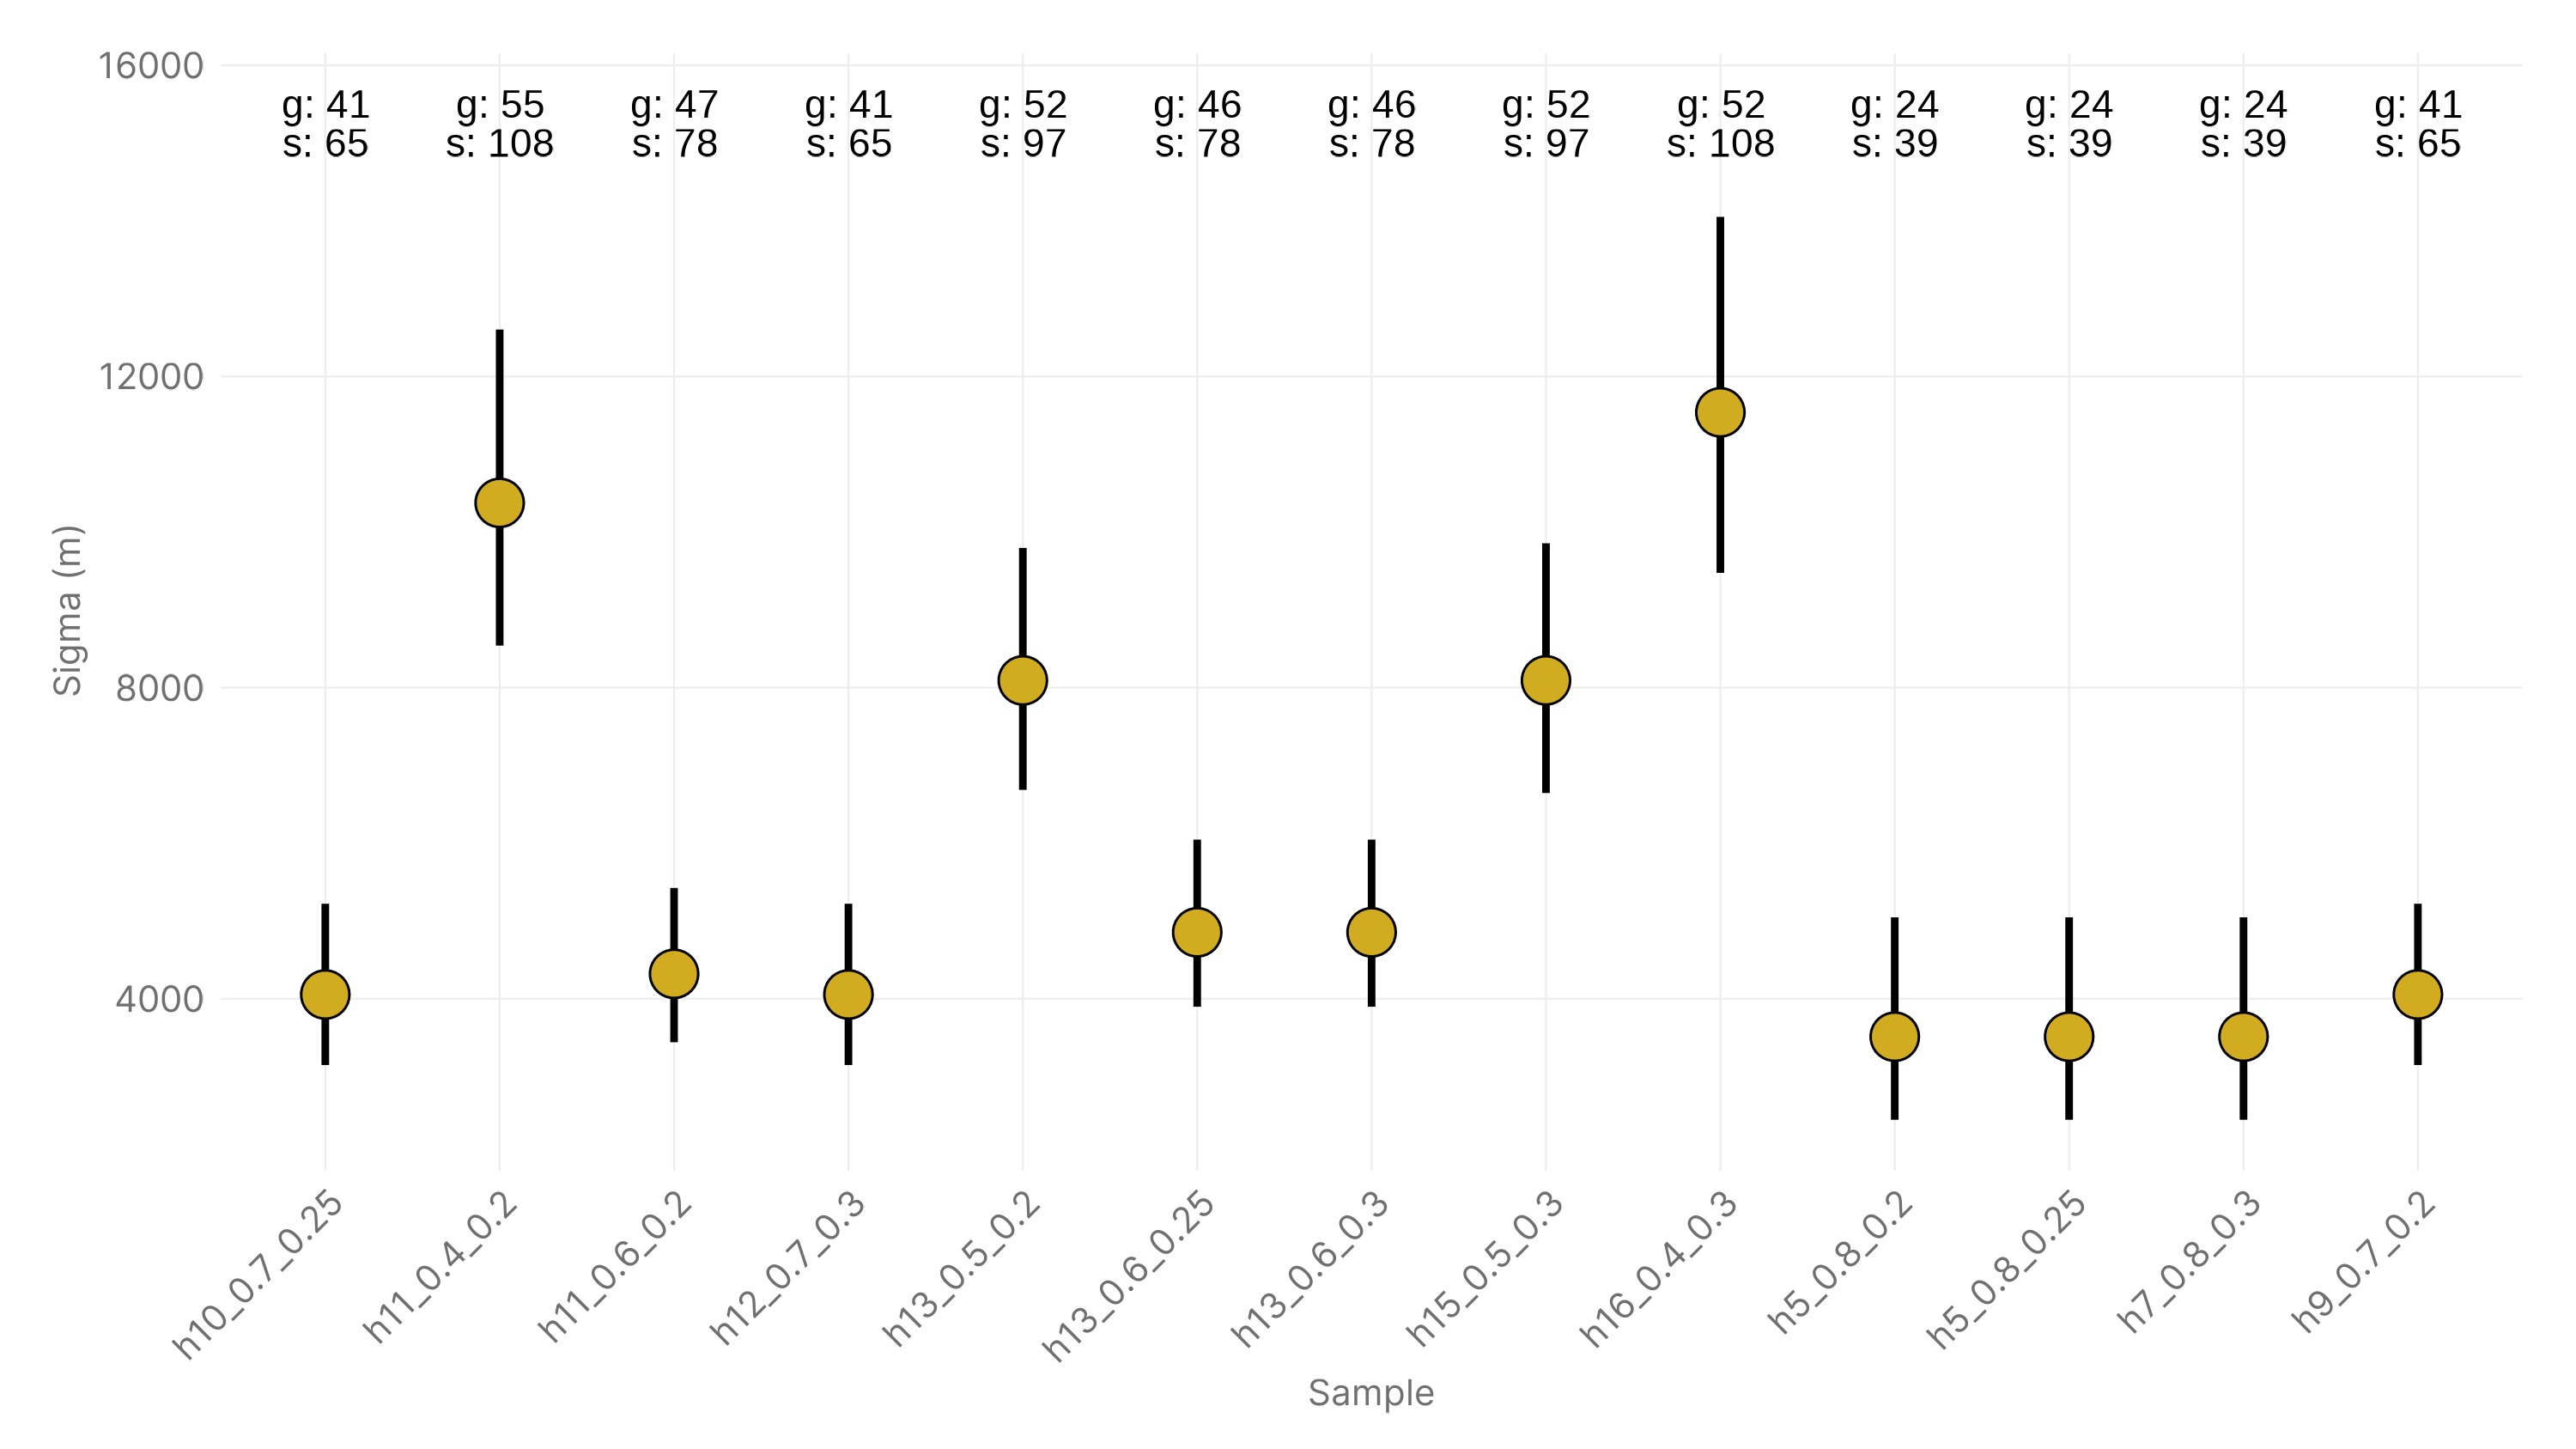 16000
g: 41 g: 55 g: 47 g: 41 g: 52 g: 46 g: 46 g: 52 g: 52 g: 24 g: 24 g: 24 g: 41
s: 65 s: 108 s: 78 s: 65 s: 97 s: 78 s: 78 s: 97 s: 108 s: 39 s: 39 s: 39 s: 65
12000
Sigma (m)
8000
4000
h10_0.7_0.25
h11_0.4_0.2
h11_0.6_0.2
h12_0.7_0.3
h13_0.5_0.2
h13_0.6_0.25
h13_0.6_0.3
h15_0.5_0.3
h16_0.4_0.3
h5_0.8_0.2
h5_0.8_0.25
h7_0.8_0.3
h9_0.7_0.2
Sample